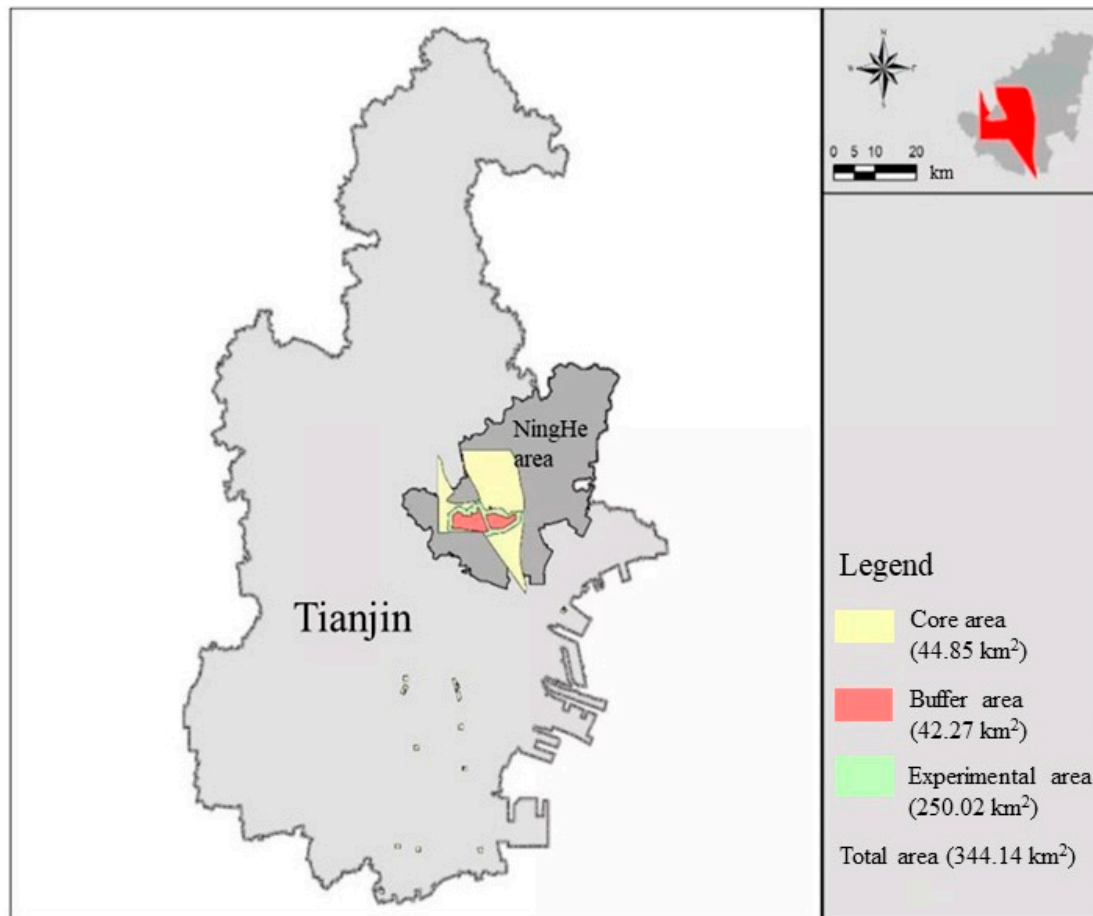 N
S
0 5 10 20
km
NingHe
area
Tianjin
Legend
Core area
(44.85 km²)
Buffer area
(42.27 km²)
Experimental area
(250.02 km²)
Total area (344.14 km²)